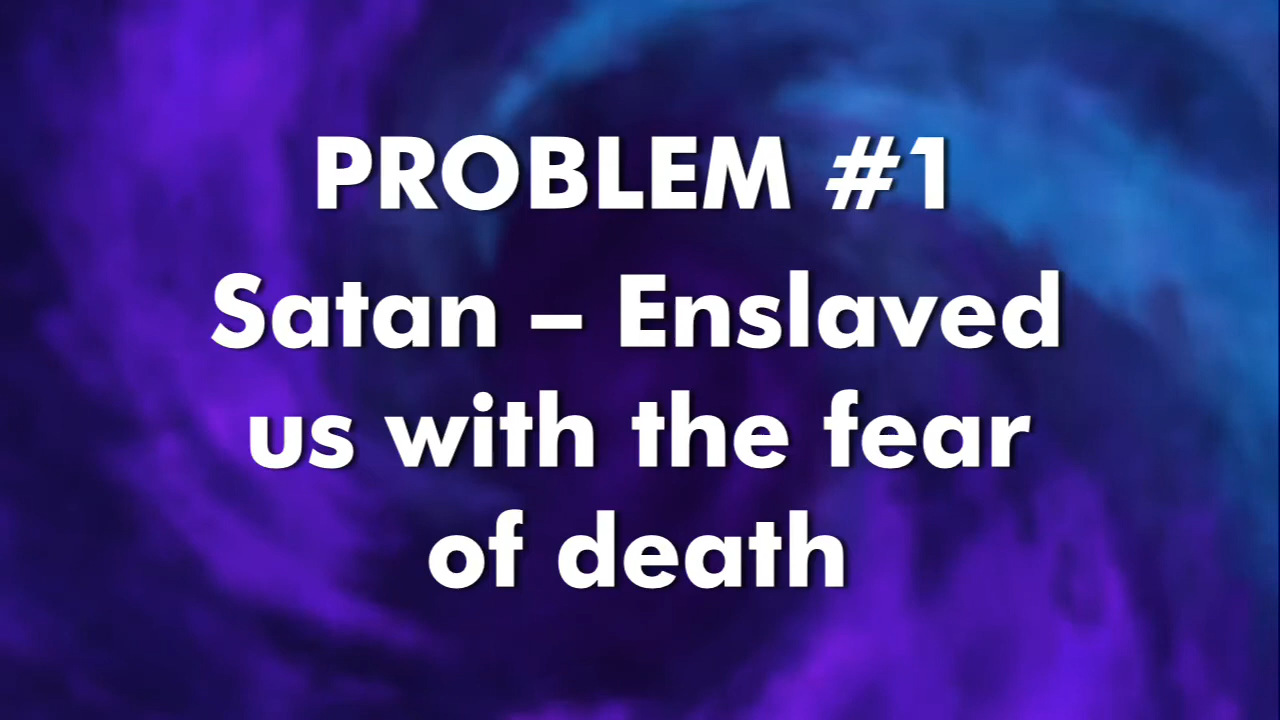 PROBLEM #1
Satan – Enslaved
us with the fear
of death